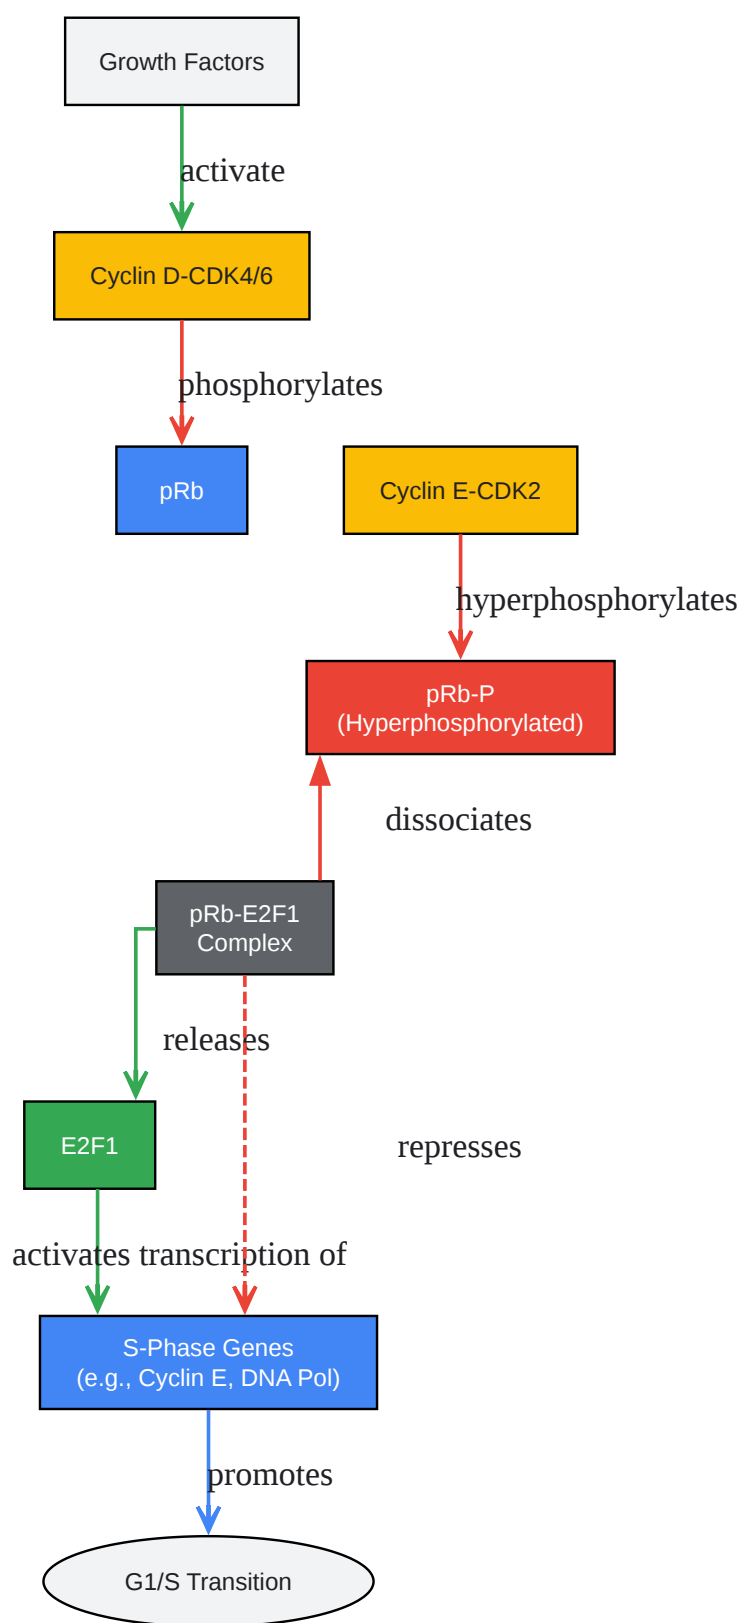 Growth Factors
activate
Cyclin D-CDK4/6
phosphorylates
pRb
Cyclin E-CDK2
hyperphosphorylates
pRb-P
(Hyperphosphorylated)
dissociates
pRb-E2F1
Complex
releases
E2F1
represses
activates transcription of
S-Phase Genes
(e.g., Cyclin E, DNA Pol)
promotes
G1/S Transition